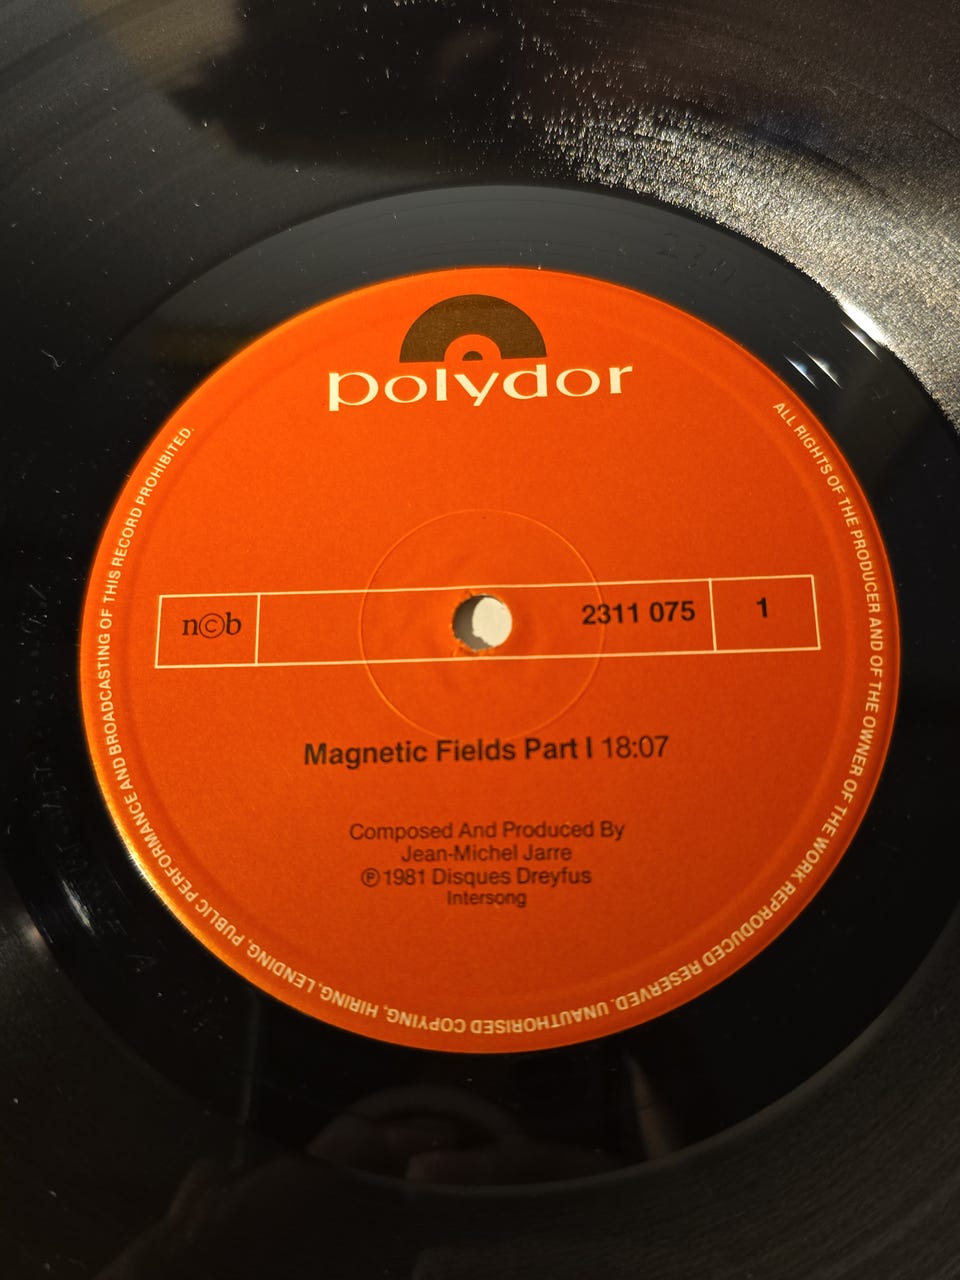 polydor
n©b
2311 075
1
Magnetic Fields Part I 18:07
Composed And Produced By
Jean-Michel Jarre
℗ 1981 Disques Dreyfus
Intersong
ALL RIGHTS OF THE PRODUCER AND OF THE OWNER OF THE WORK REPRODUCED RESERVED. UNAUTHORISED COPYING, HIRING, LENDING, PUBLIC PERFORMANCE AND BROADCASTING OF THIS RECORD PROHIBITED.